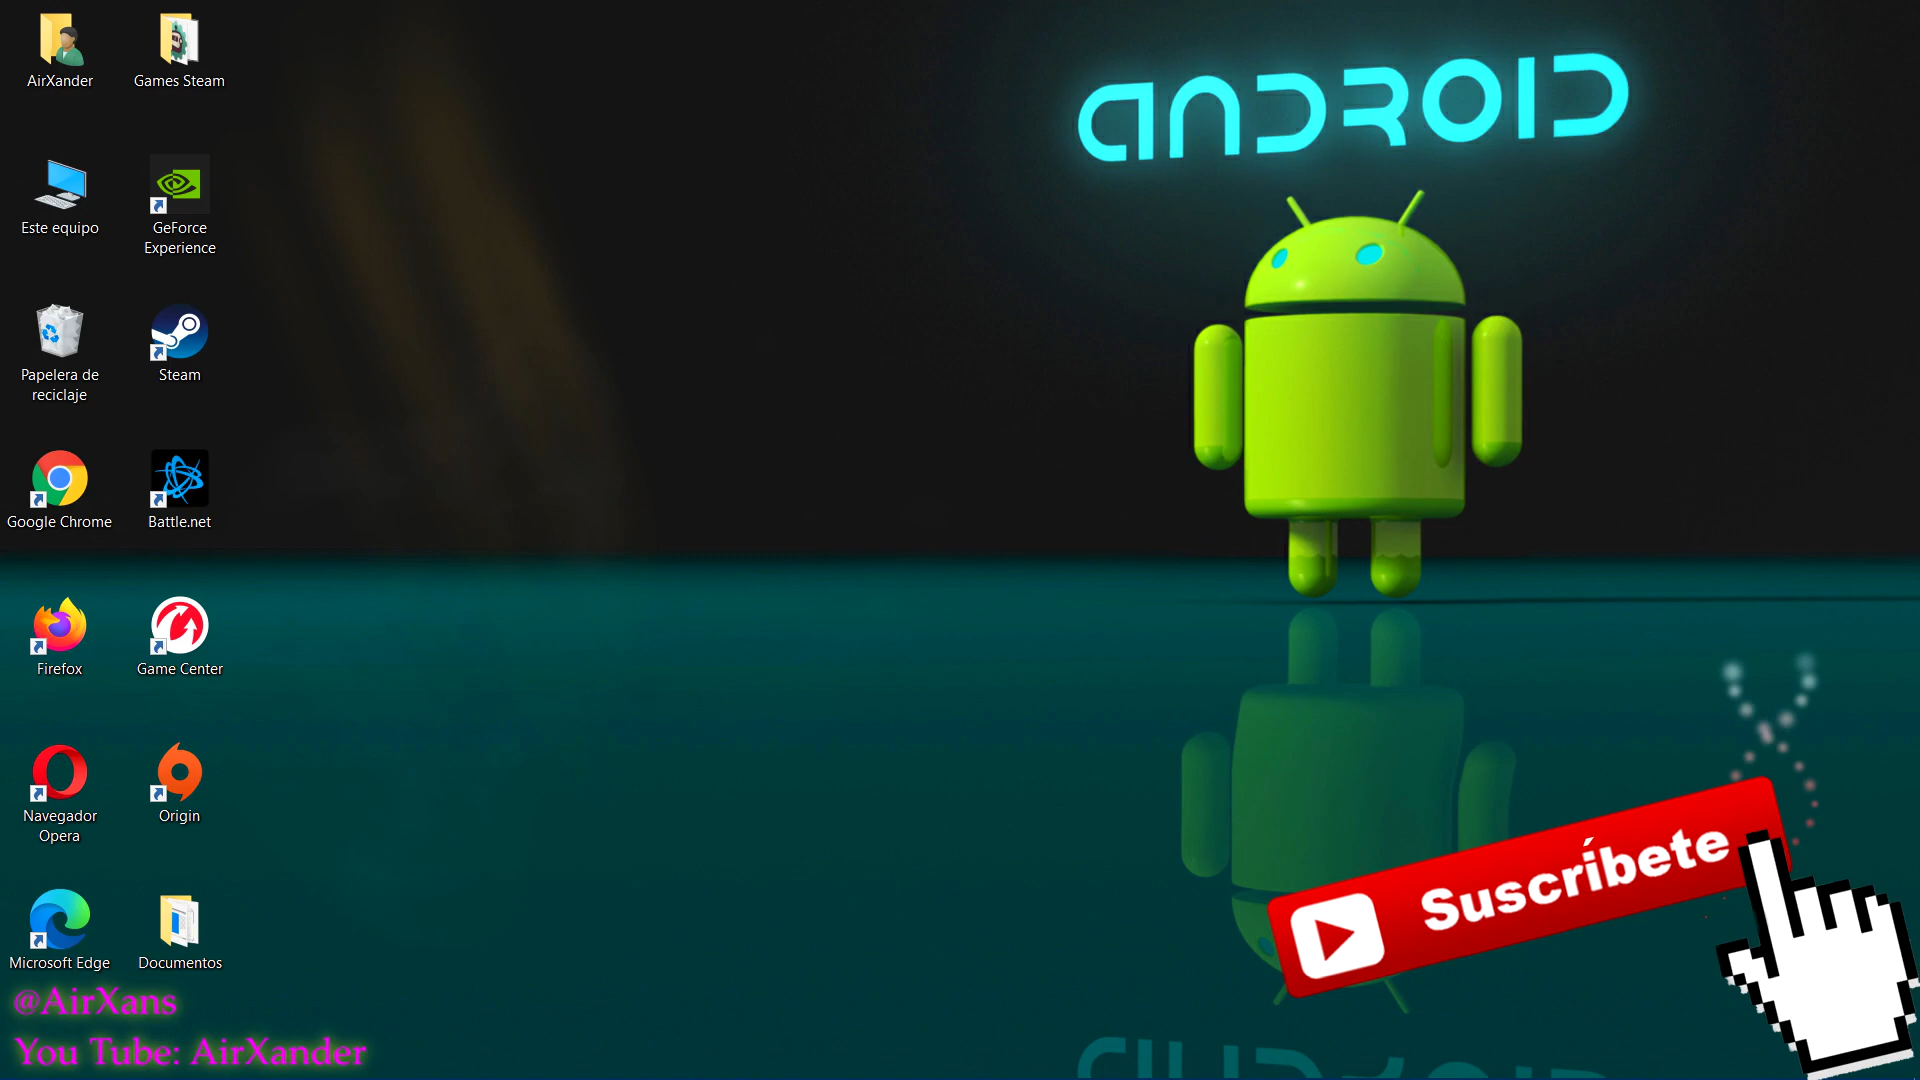 AirXander
Games Steam
Este equipo
GeForce
Experience
Papelera de
reciclaje
Steam
Google Chrome
Battle.net
Firefox
Game Center
Navegador
Opera
Origin
Microsoft Edge
Documentos
@AirXans
You Tube: AirXander
ANDROID
Suscríbete